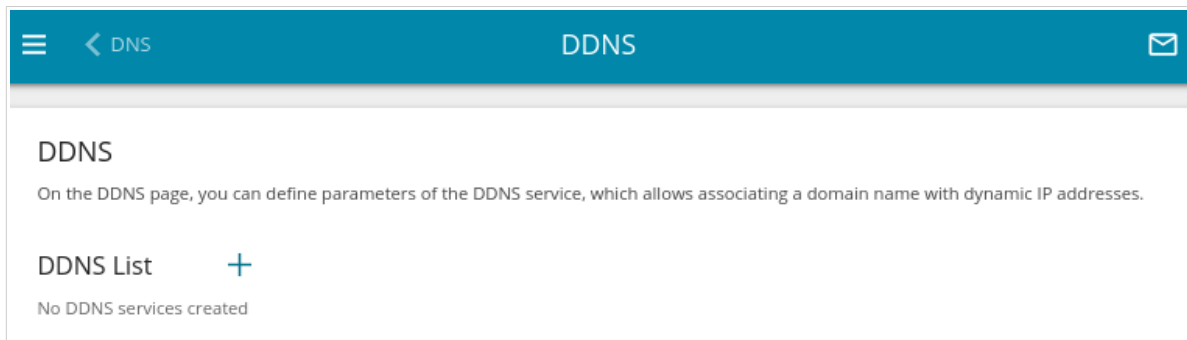 DNS
DDNS
DDNS
On the DDNS page, you can define parameters of the DDNS service, which allows associating a domain name with dynamic IP addresses.
DDNS List
No DDNS services created